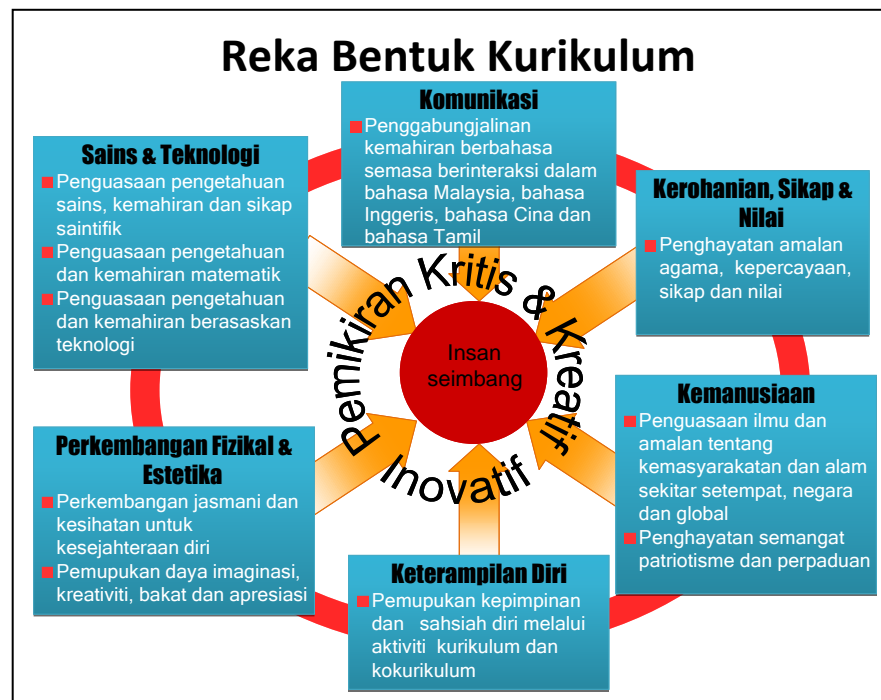 Reka Bentuk Kurikulum
Komunikasi
Penggabungjalinan
kemahiran berbahasa
semasa berinteraksi dalam
bahasa Malaysia, bahasa
Inggeris, bahasa Cina dan
bahasa Tamil
Sains & Teknologi
Penguasaan pengetahuan
sains, kemahiran dan sikap
saintifik
Penguasaan pengetahuan
dan kemahiran matematik
Penguasaan pengetahuan
dan kemahiran berasaskan
teknologi
Kerohanian, Sikap &
Nilai
Penghayatan amalan
agama, kepercayaan,
sikap dan nilai
Pemikiran Kritis & Kreatif
Inovatif
Insan
seimbang
Perkembangan Fizikal &
Estetika
Perkembangan jasmani dan
kesihatan untuk
kesejahteraan diri
Pemupukan daya imaginasi,
kreativiti, bakat dan apresiasi
Kemanusiaan
Penguasaan ilmu dan
amalan tentang
kemasyarakatan dan alam
sekitar setempat, negara
dan global
Penghayatan semangat
patriotisme dan perpaduan
Keterampilan Diri
Pemupukan kepimpinan
dan sahsiah diri melalui
aktiviti kurikulum dan
kokurikulum